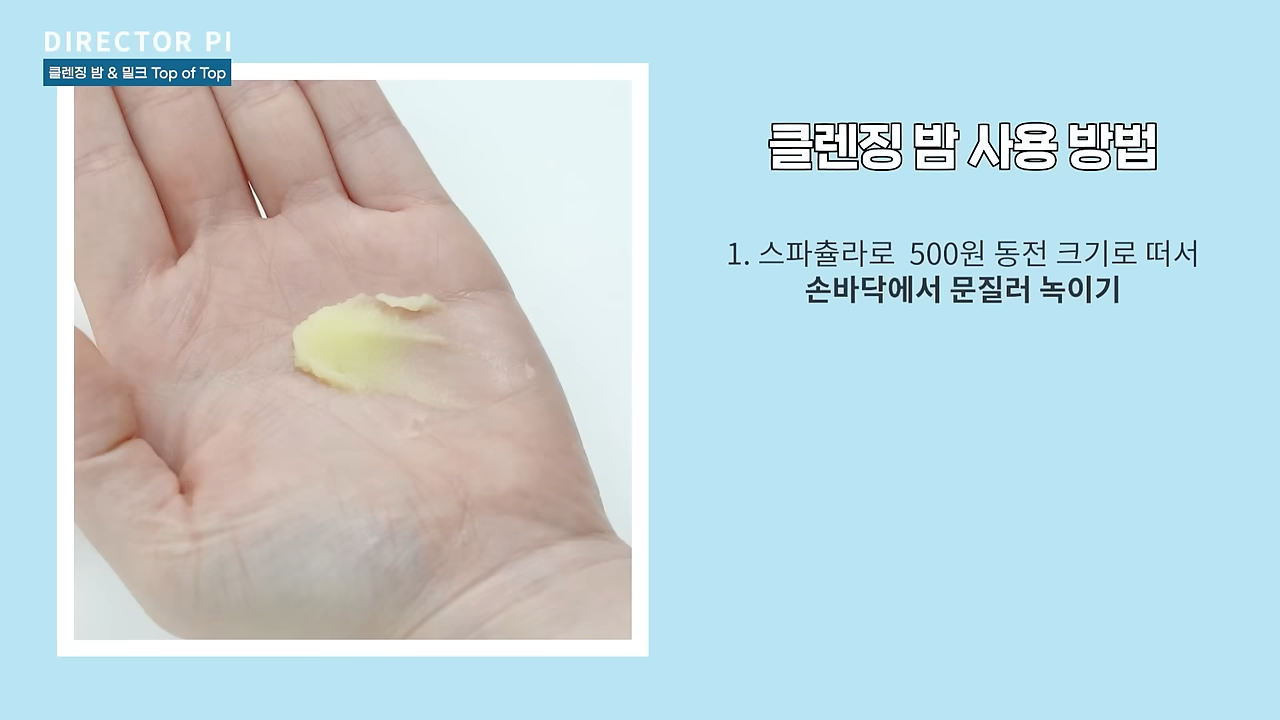 DIRECTOR PI
클렌징 밤 & 밀크 Top of Top
클렌징 밤 사용 방법
1. 스파츌라로 500원 동전 크기로 떠서
손바닥에서 문질러 녹이기